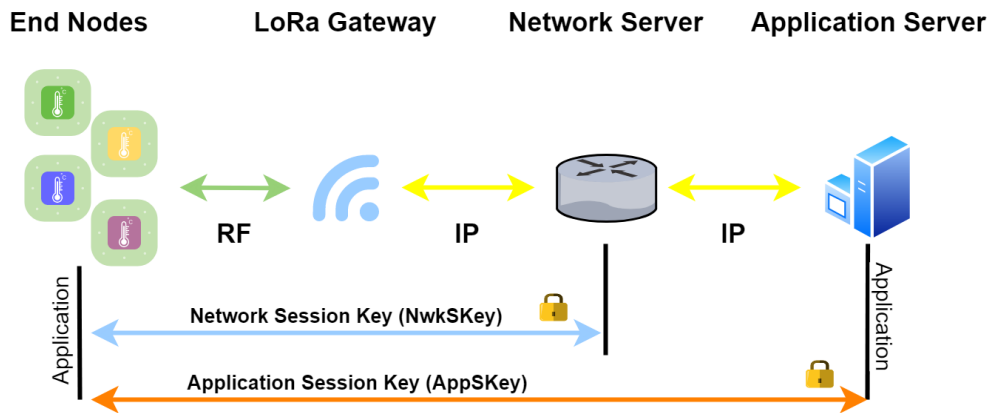 End Nodes
LoRa Gateway
Network Server
Application Server
RF
IP
IP
Application
Application
Network Session Key (NwkSKey)
Application Session Key (AppSKey)